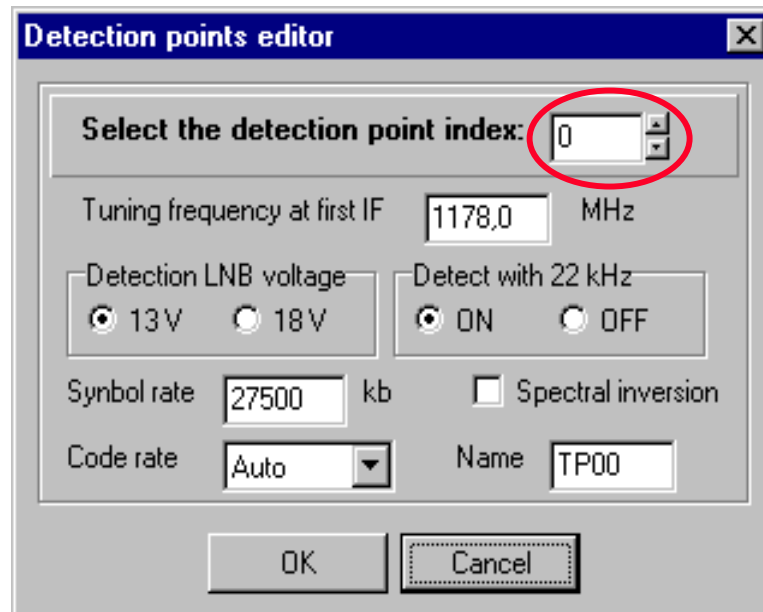 Detection points editor
Select the detection point index: 0
Tuning frequency at first IF 1178,0 MHz
Detection LNB voltage Detect with 22 kHz
13 V 18 V ON OFF
Synbol rate 27500 kb Spectral inversion
Code rate Auto Name TP00
OK Cancel